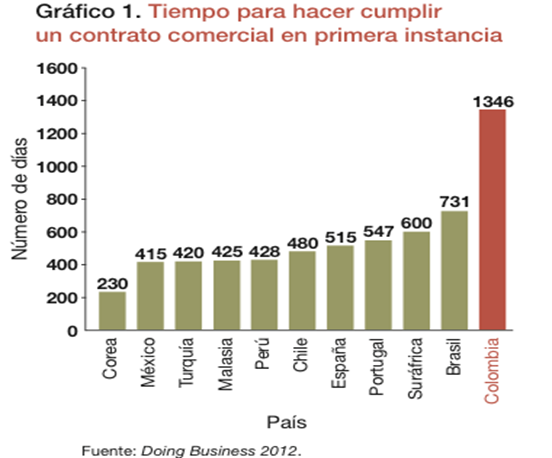 Gráfico 1. Tiempo para hacer cumplir
un contrato comercial en primera instancia
Número de días
1600
1400
1200
1000
800
600
400
200
0
230
415
420
425
428
480
515
547
600
731
1346
Corea
México
Turquía
Malasia
Perú
Chile
España
Portugal
Suráfrica
Brasil
Colombia
País
Fuente: Doing Business 2012.